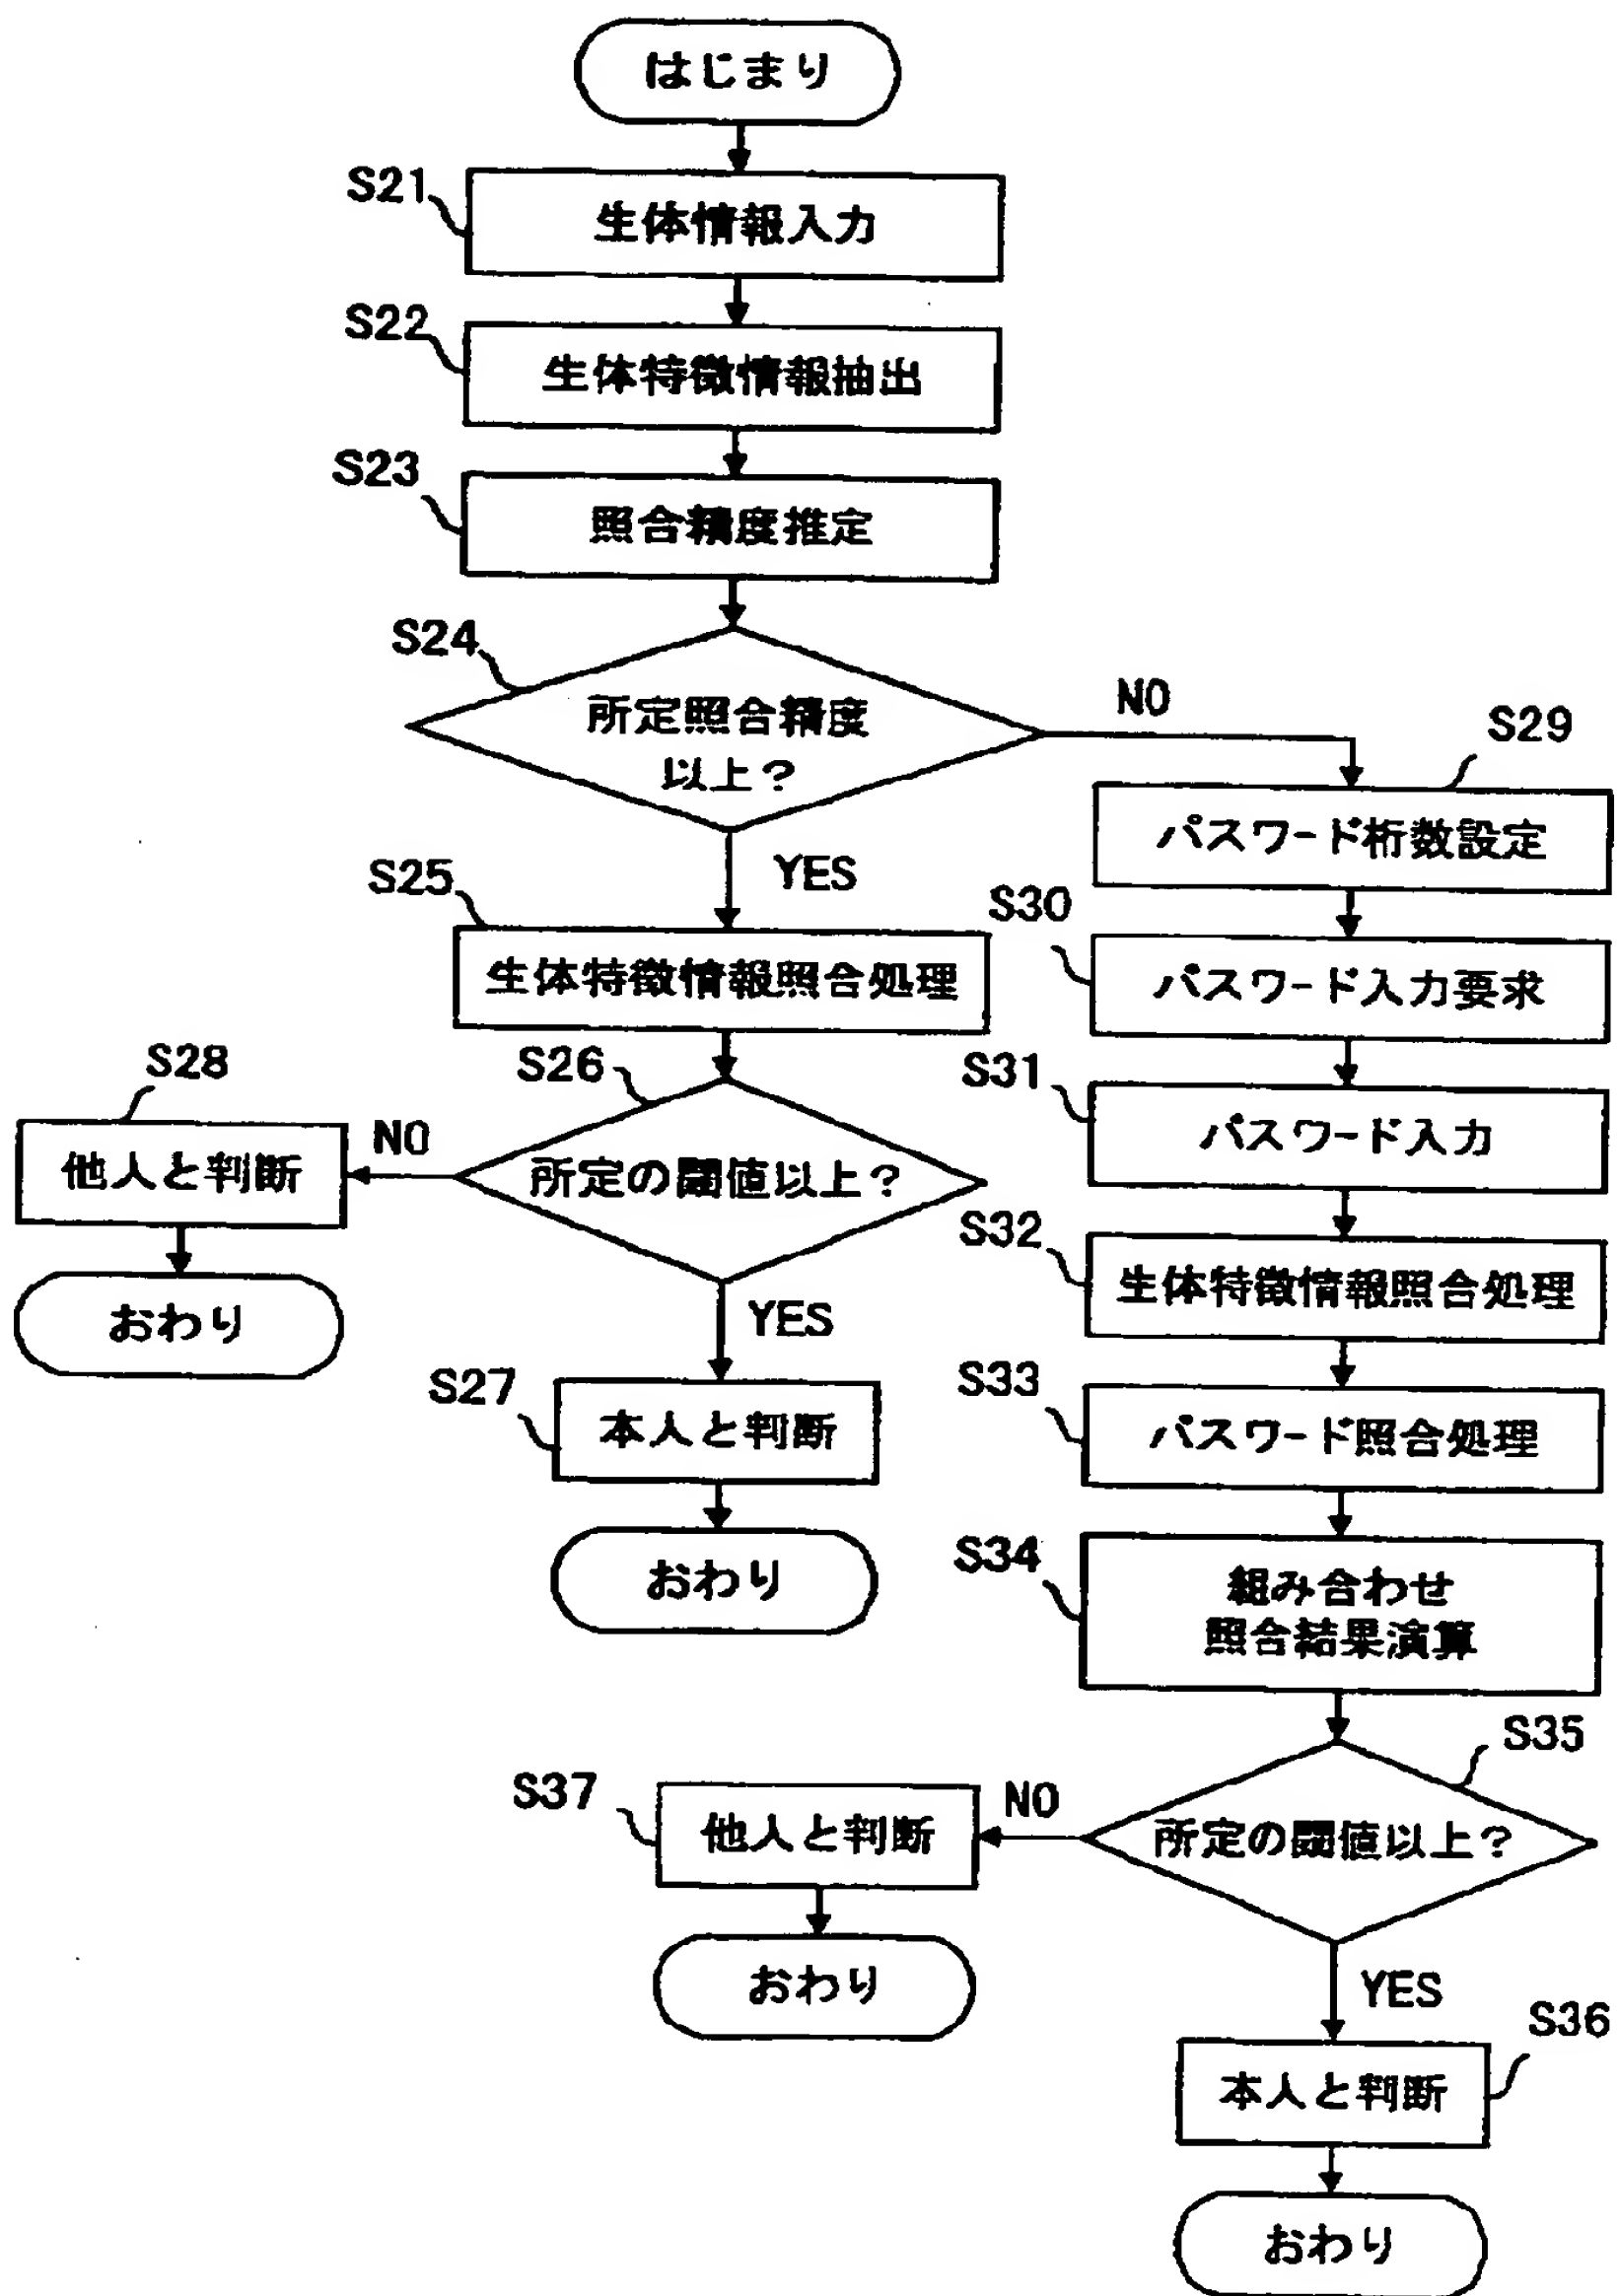 はじまり
S21
生体情報入力
S22
生体特徴情報抽出
S23
照合精度推定
S24
所定照合精度
以上？
NO
YES
S25
生体特徴情報照合処理
S26
所定の閾値以上？
NO
S28
他人と判断
おわり
YES
S27
本人と判断
おわり
S29
パスワード桁数設定
S30
パスワード入力要求
S31
パスワード入力
S32
生体特徴情報照合処理
S33
パスワード照合処理
S34
組み合わせ
照合結果演算
S35
所定の閾値以上？
NO
S37
他人と判断
おわり
YES
S36
本人と判断
おわり